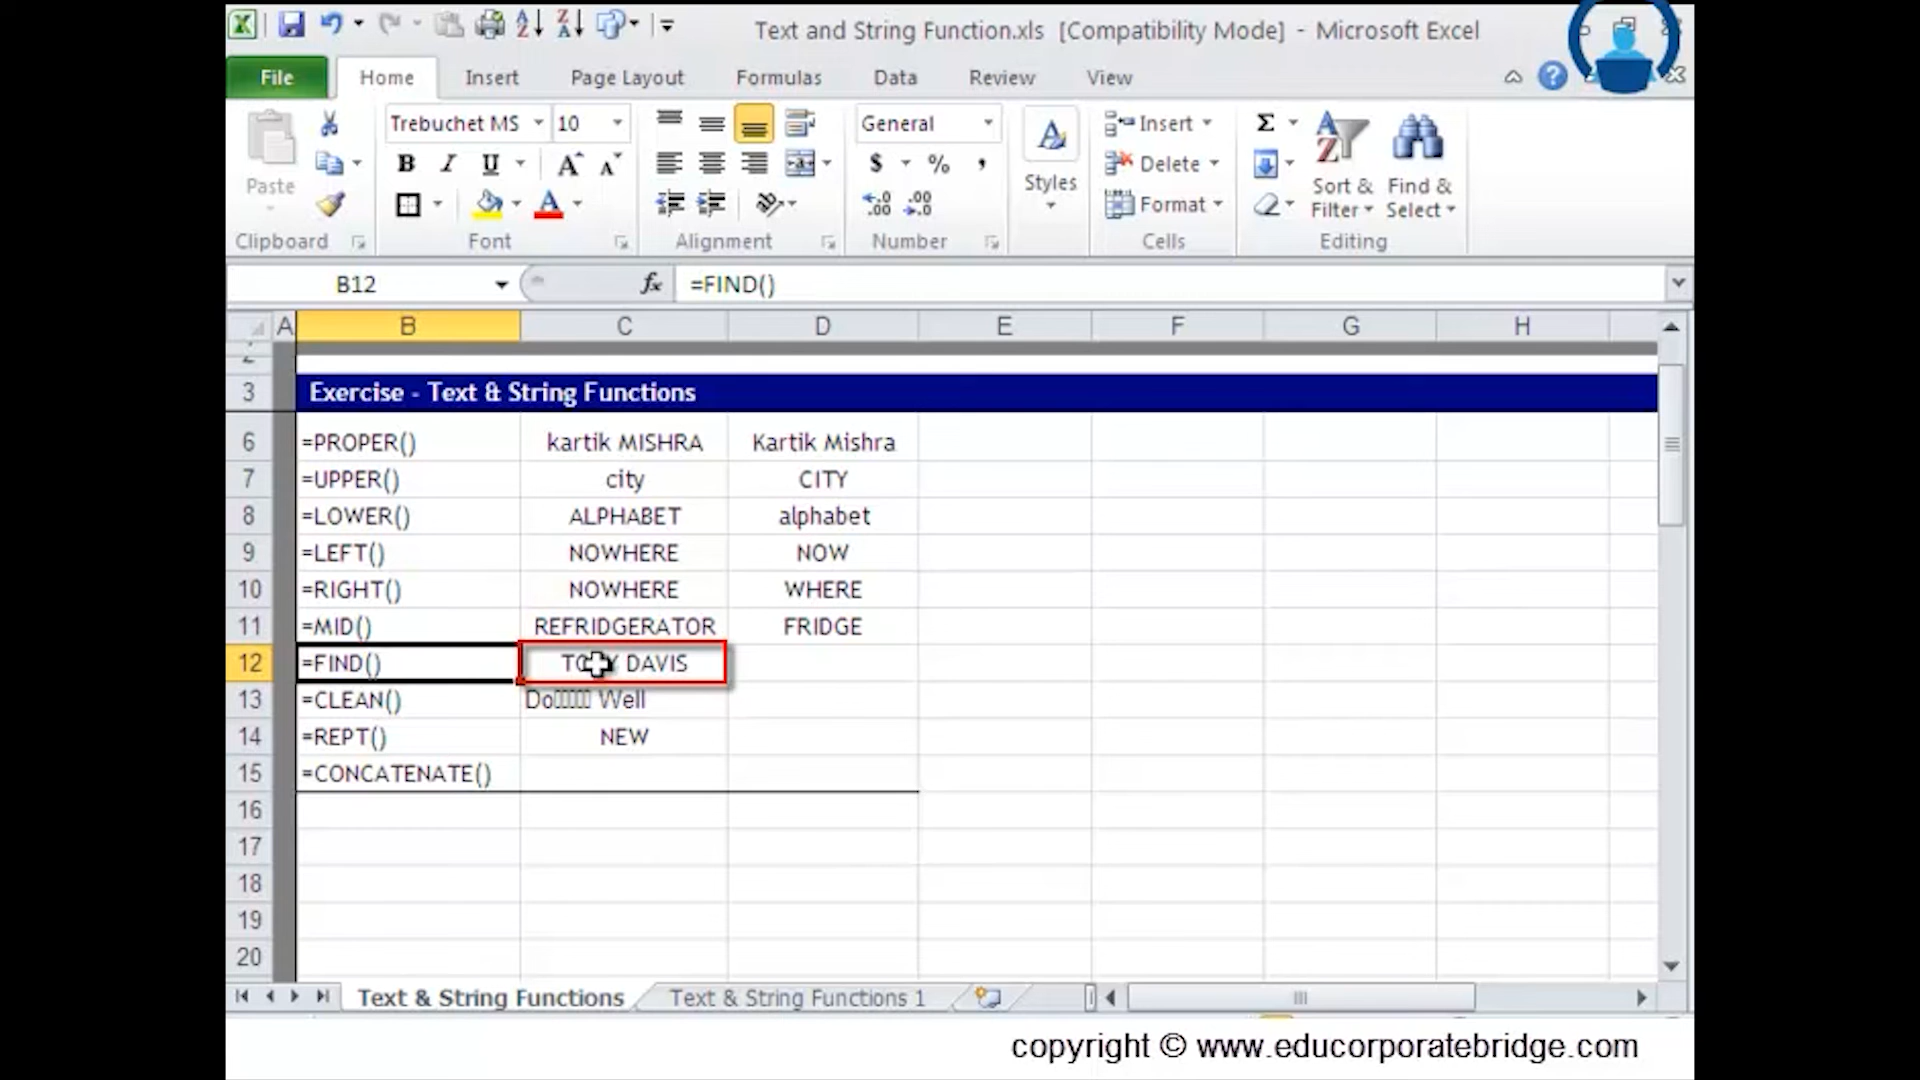 Text and String Function.xls [Compatibility Mode] - Microsoft Excel
File Home Insert Page Layout Formulas Data Review View
Trebuchet MS 10 General Insert
Paste B I U $ % , Styles Delete Sort & Filter Find & Select
Format
Clipboard Font Alignment Number Cells Editing
B12 fx =FIND()
A B C D E F G H
3 Exercise - Text & String Functions
6 =PROPER() kartik MISHRA Kartik Mishra
7 =UPPER() city CITY
8 =LOWER() ALPHABET alphabet
9 =LEFT() NOWHERE NOW
10 =RIGHT() NOWHERE WHERE
11 =MID() REFRIDGERATOR FRIDGE
12 =FIND() DAVIS
13 =CLEAN() Do▯▯▯▯▯▯ Well
14 =REPT() NEW
15 =CONCATENATE()
16
17
18
19
20
Text & String Functions Text & String Functions 1
copyright © www.educorporatebridge.com